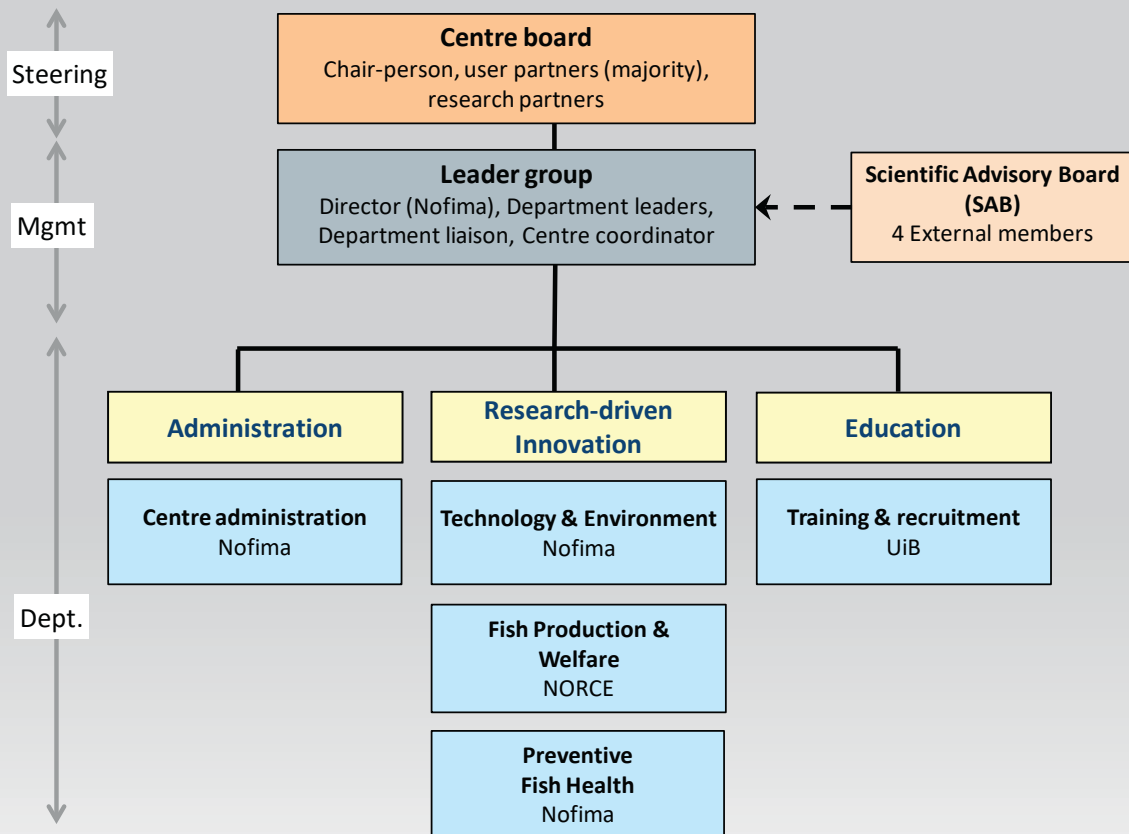 Steering
Centre board
Chair-person, user partners (majority),
research partners
Mgmt
Leader group
Director (Nofima), Department leaders,
Department liaison, Centre coordinator
Scientific Advisory Board
(SAB)
4 External members
Dept.
Administration
Research-driven
Innovation
Education
Centre administration
Nofima
Technology & Environment
Nofima
Training & recruitment
UiB
Fish Production &
Welfare
NORCE
Preventive
Fish Health
Nofima